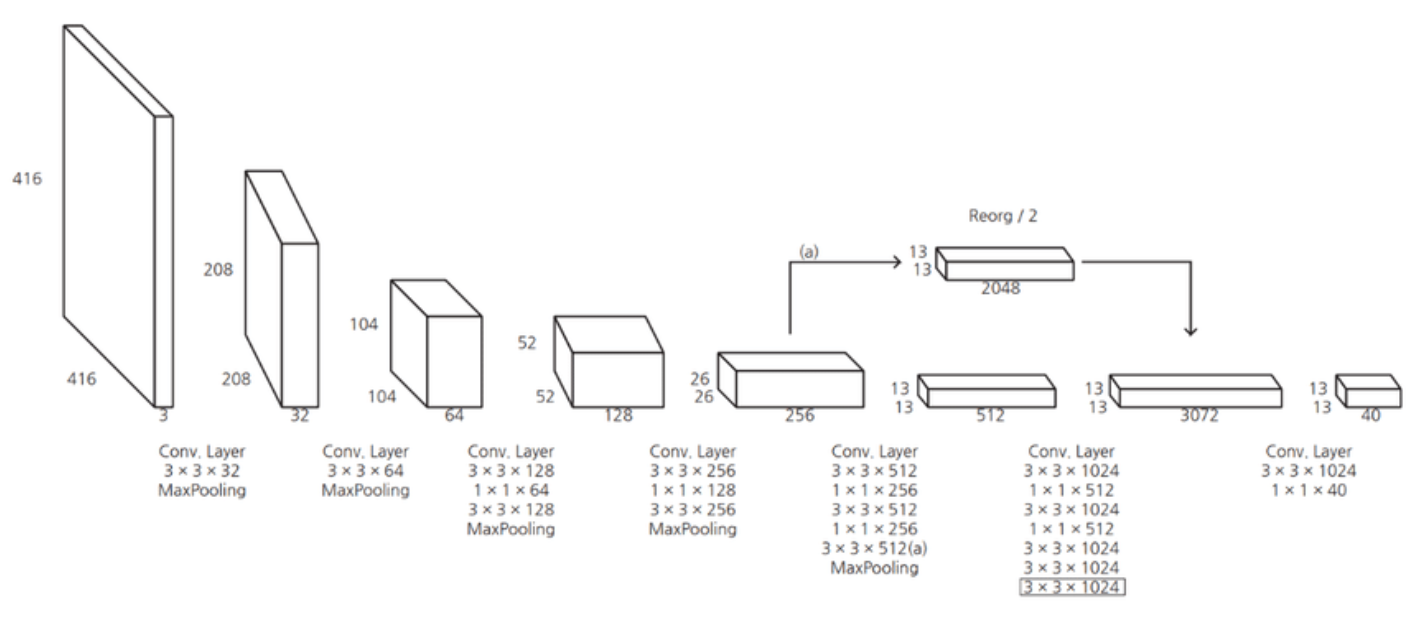 416
416
3
208
208
32
104
104
64
52
52
128
26
26
256
(a)
Reorg / 2
13
13
2048
13
13
512
13
13
3072
13
13
40
Conv. Layer
3 × 3 × 32
MaxPooling
Conv. Layer
3 × 3 × 64
MaxPooling
Conv. Layer
3 × 3 × 128
1 × 1 × 64
3 × 3 × 128
MaxPooling
Conv. Layer
3 × 3 × 256
1 × 1 × 128
3 × 3 × 256
MaxPooling
Conv. Layer
3 × 3 × 512
1 × 1 × 256
3 × 3 × 512
1 × 1 × 256
3 × 3 × 512(a)
MaxPooling
Conv. Layer
3 × 3 × 1024
1 × 1 × 512
3 × 3 × 1024
1 × 1 × 512
3 × 3 × 1024
3 × 3 × 1024
3 × 3 × 1024
Conv. Layer
3 × 3 × 1024
1 × 1 × 40